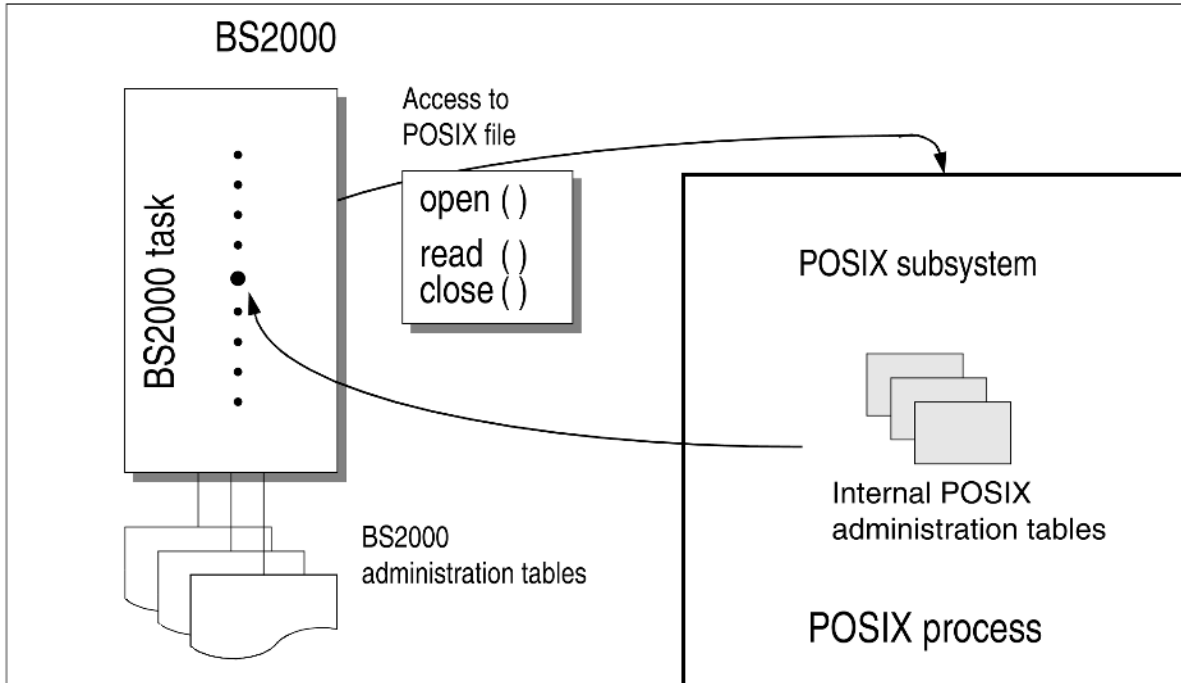 BS2000
Access to
POSIX file
BS2000 task
open ( )
read ( )
close ( )
POSIX subsystem
Internal POSIX
administration tables
BS2000
administration tables
POSIX process